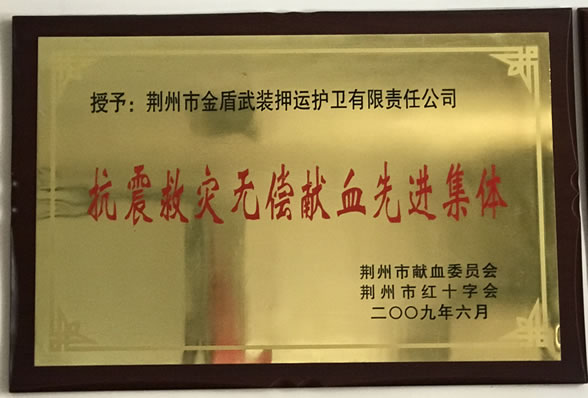 授予：荆州市金盾武装押运护卫有限责任公司
抗震救灾无偿献血先进集体
荆州市献血委员会
荆州市红十字会
二〇〇九年六月